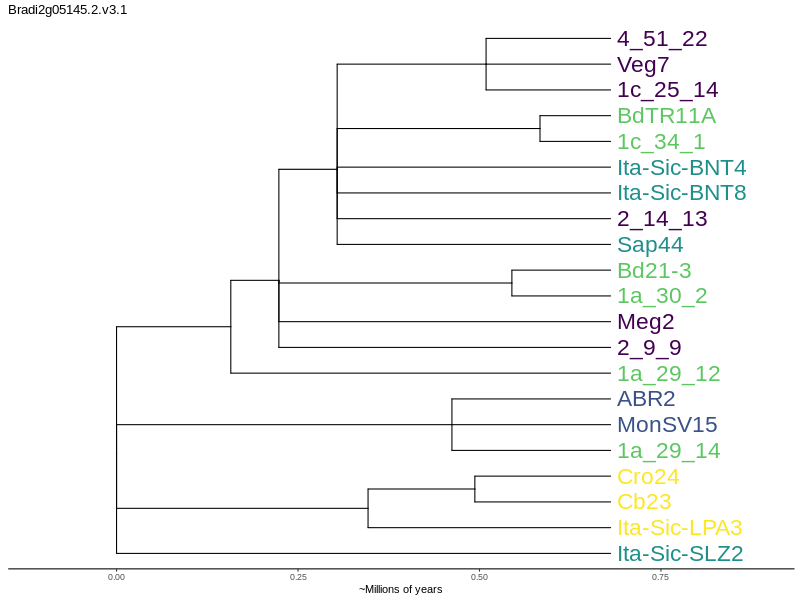 Bradi2g05145.2.v3.1
4_51_22
Veg7
1c_25_14
BdTR11A
1c_34_1
Ita-Sic-BNT4
Ita-Sic-BNT8
2_14_13
Sap44
Bd21-3
1a_30_2
Meg2
2_9_9
1a_29_12
ABR2
MonSV15
1a_29_14
Cro24
Cb23
Ita-Sic-LPA3
Ita-Sic-SLZ2
0.00 0.25 0.50 0.75
~Millions of years